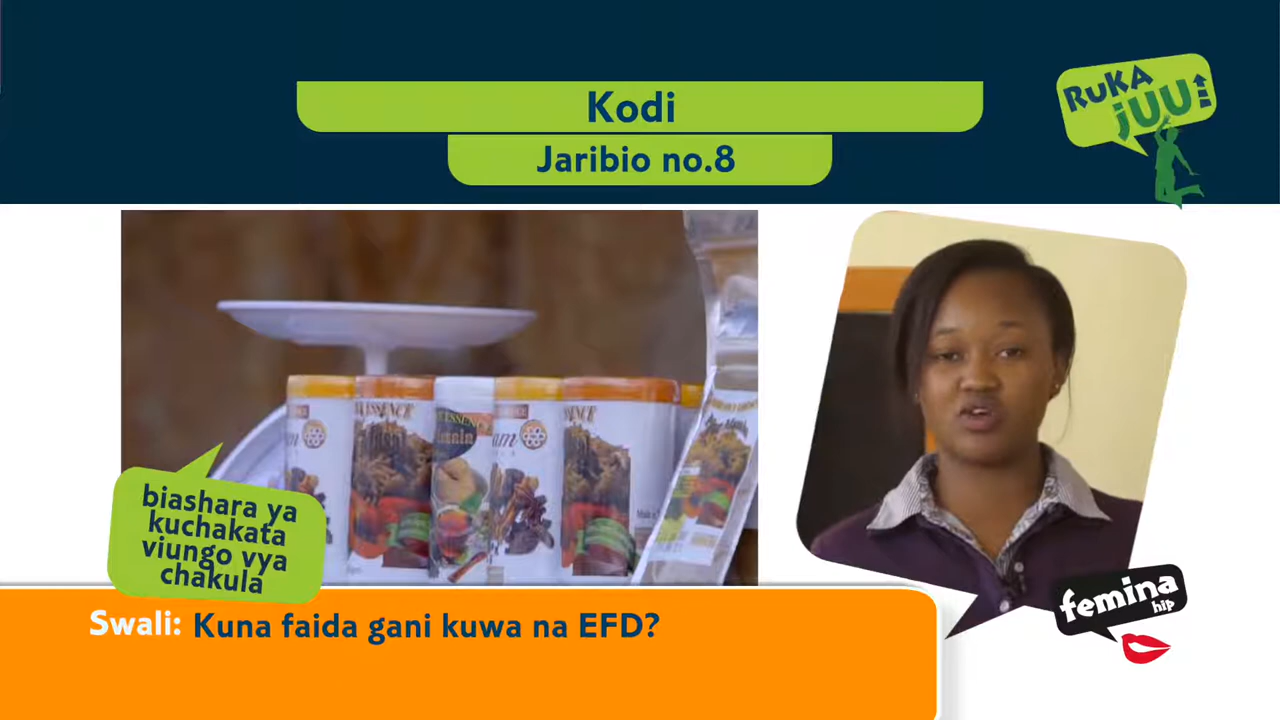 Kodi
Jaribio no.8
RUKA
JUU
biashara ya
kuchakata
viungo vya
chakula
Swali: Kuna faida gani kuwa na EFD?
femina
hip